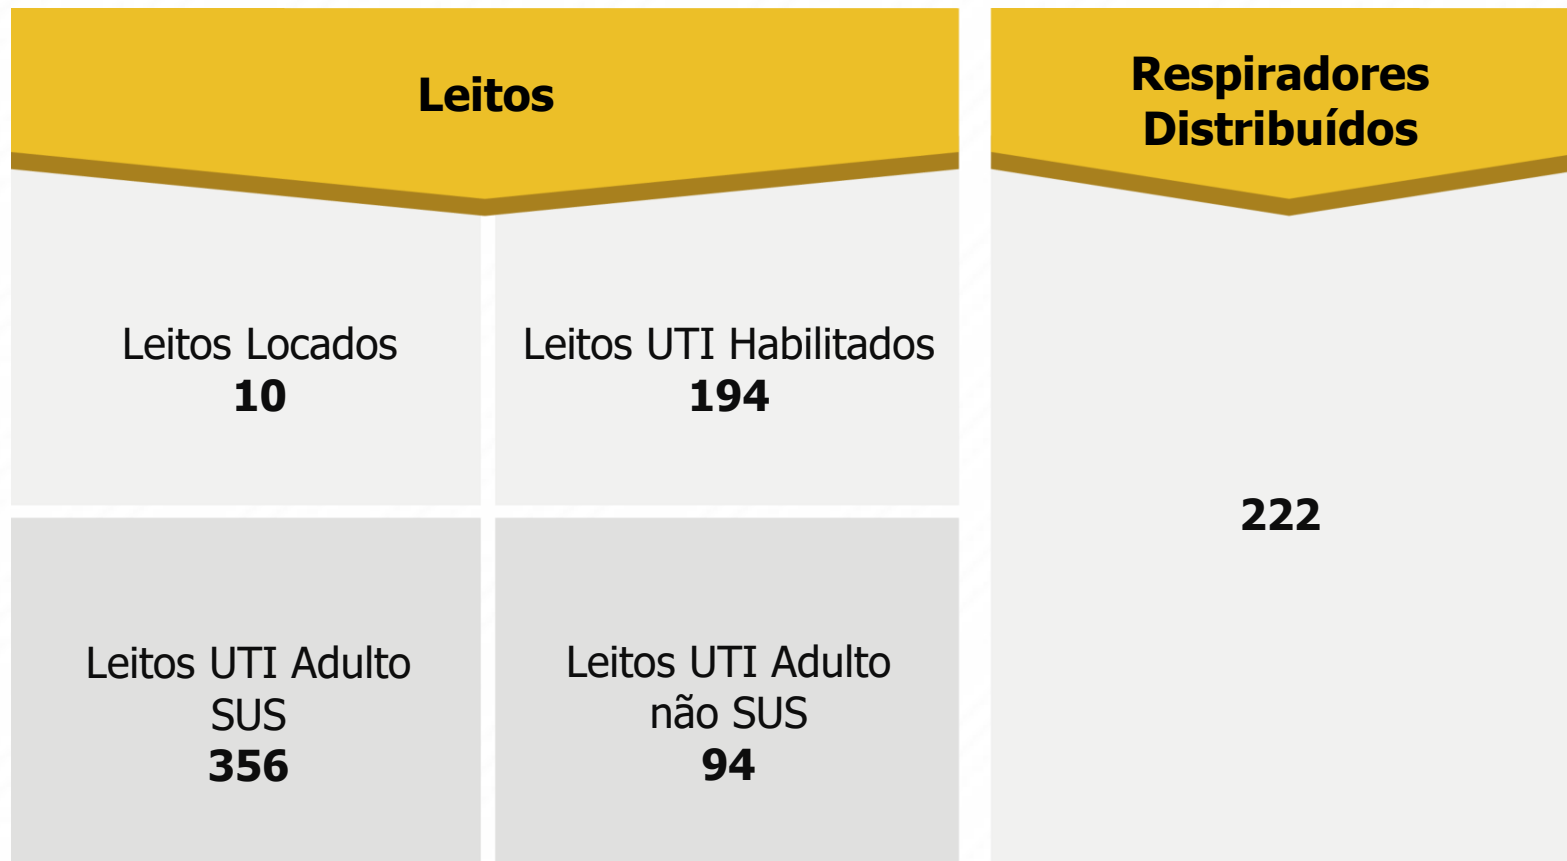 Leitos
Respiradores
Distribuídos
Leitos Locados
10
Leitos UTI Habilitados
194
222
Leitos UTI Adulto
SUS
356
Leitos UTI Adulto
não SUS
94